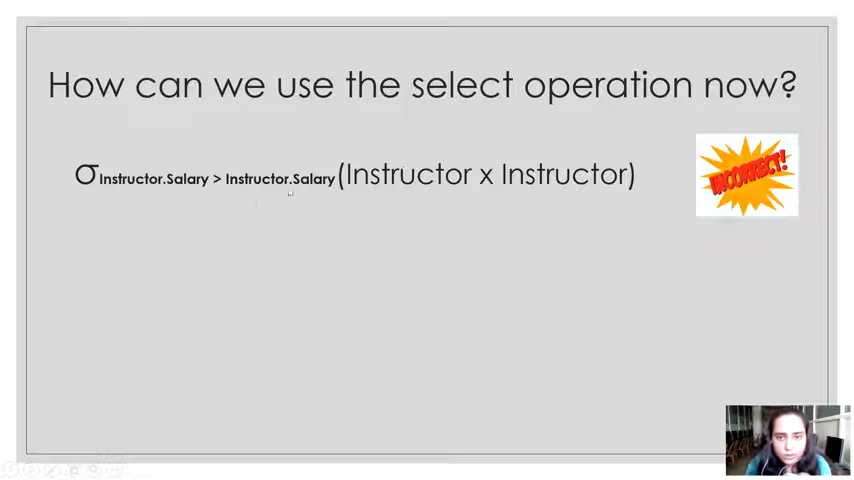 How can we use the select operation now?
σInstructor.Salary > Instructor.Salary(Instructor x Instructor)
INCORRECT!